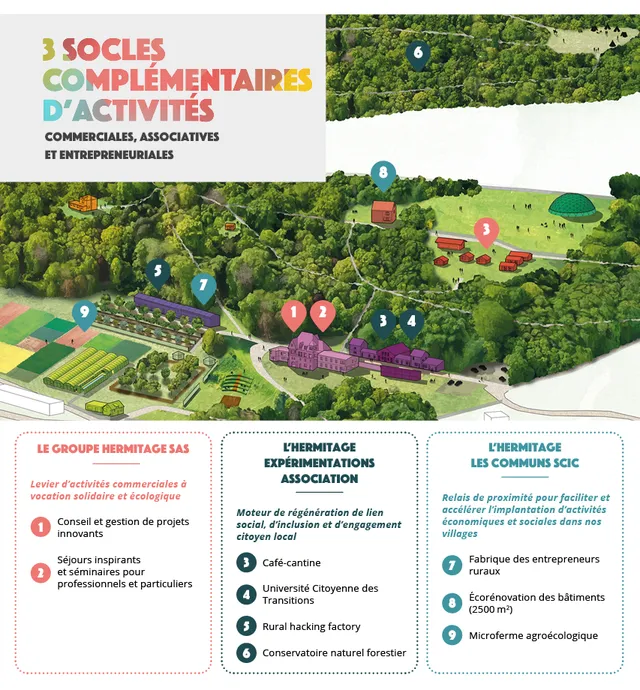 3 SOCLES
COMPLÉMENTAIRES
D'ACTIVITÉS
COMMERCIALES, ASSOCIATIVES
ET ENTREPRENEURIALES
6
8
3
5
7
9
1
2
3
4
LE GROUPE HERMITAGE SAS
Levier d'activités commerciales à
vocation solidaire et écologique
1 Conseil et gestion de projets
innovants
2 Séjours inspirants
et séminaires pour
professionnels et particuliers
L'HERMITAGE
EXPÉRIMENTATIONS
ASSOCIATION
Moteur de régénération de lien
social, d'inclusion et d'engagement
citoyen local
3 Café-cantine
4 Université Citoyenne des
Transitions
5 Rural hacking factory
6 Conservatoire naturel forestier
L'HERMITAGE
LES COMMUNS SCIC
Relais de proximité pour faciliter et
accélérer l'implantation d'activités
économiques et sociales dans nos
villages
7 Fabrique des entrepreneurs
ruraux
8 Écorénovation des bâtiments
(2500 m²)
9 Microferme agroécologique